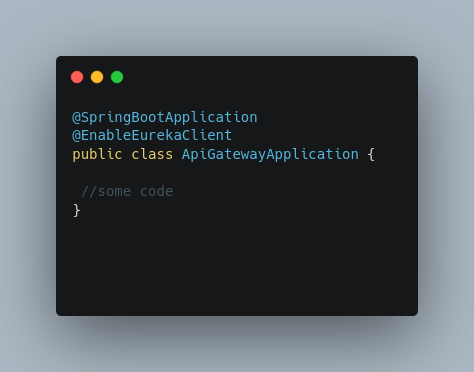 @SpringBootApplication
@EnableEurekaClient
public class ApiGatewayApplication {
//some code
}